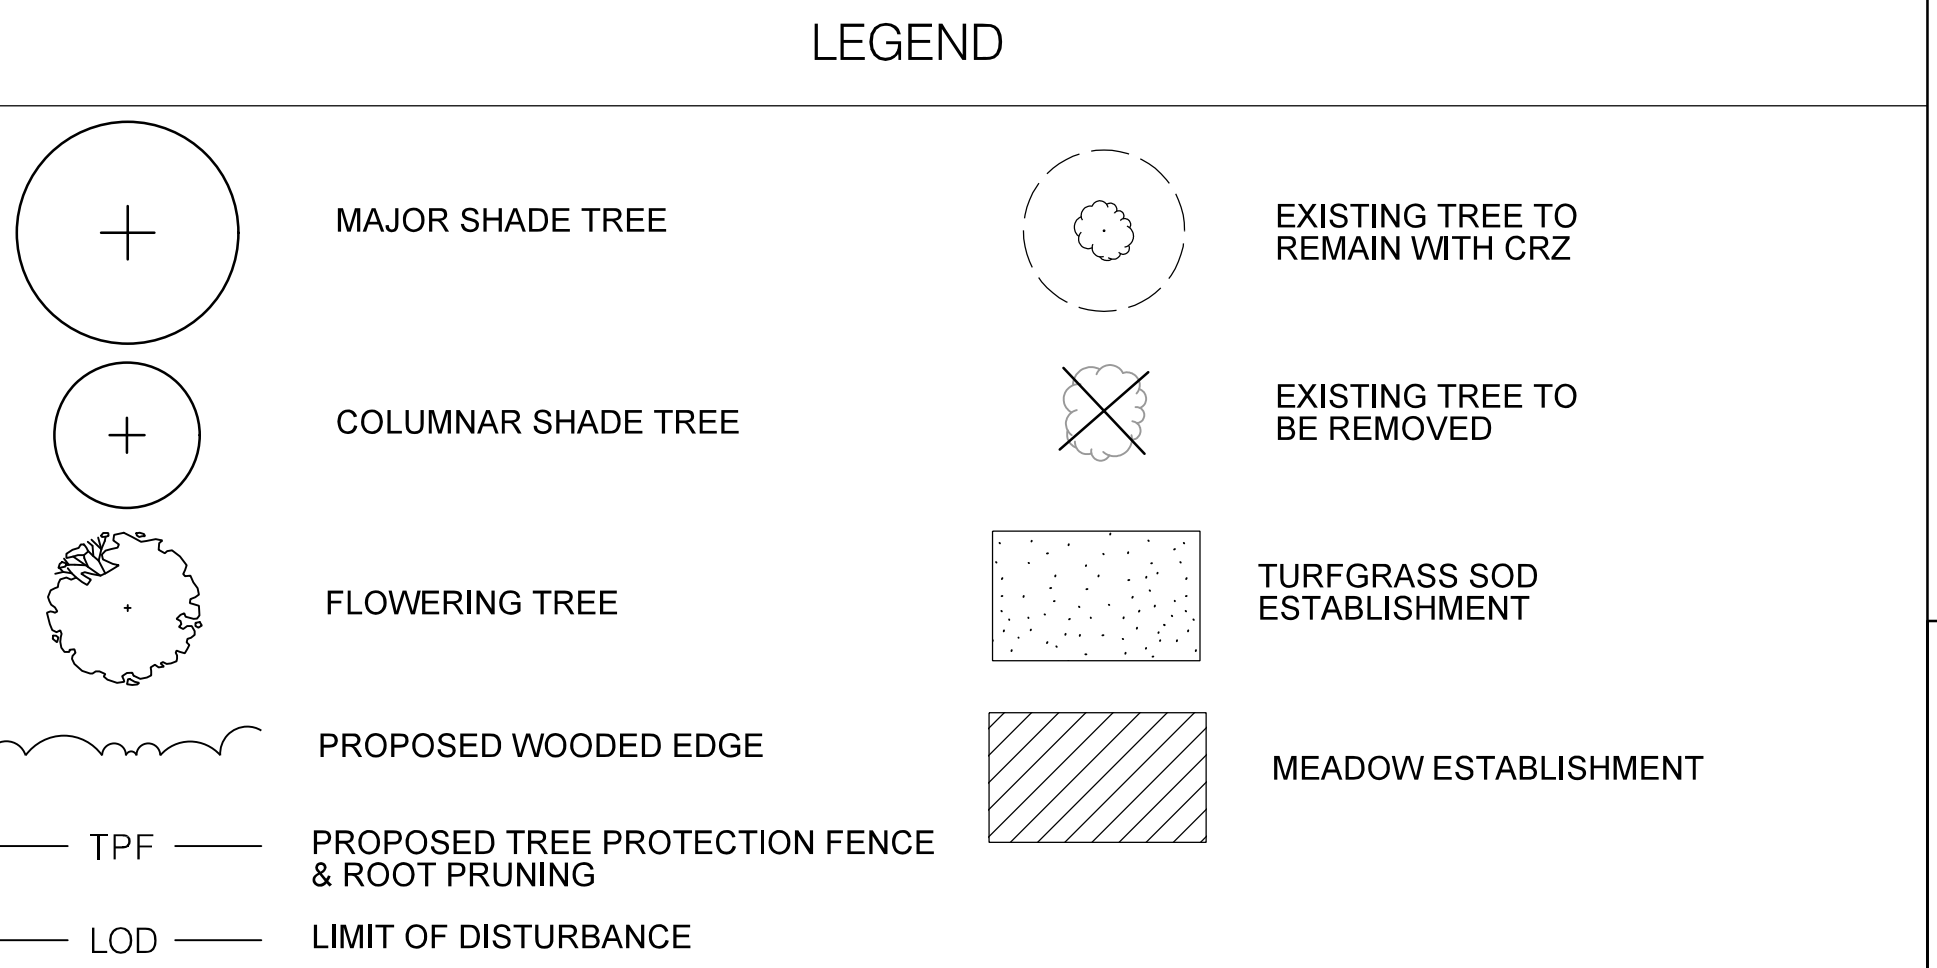 LEGEND
MAJOR SHADE TREE
COLUMNAR SHADE TREE
FLOWERING TREE
PROPOSED WOODED EDGE
TPF
PROPOSED TREE PROTECTION FENCE
& ROOT PRUNING
LOD
LIMIT OF DISTURBANCE
EXISTING TREE TO
REMAIN WITH CRZ
EXISTING TREE TO
BE REMOVED
TURFGRASS SOD
ESTABLISHMENT
MEADOW ESTABLISHMENT